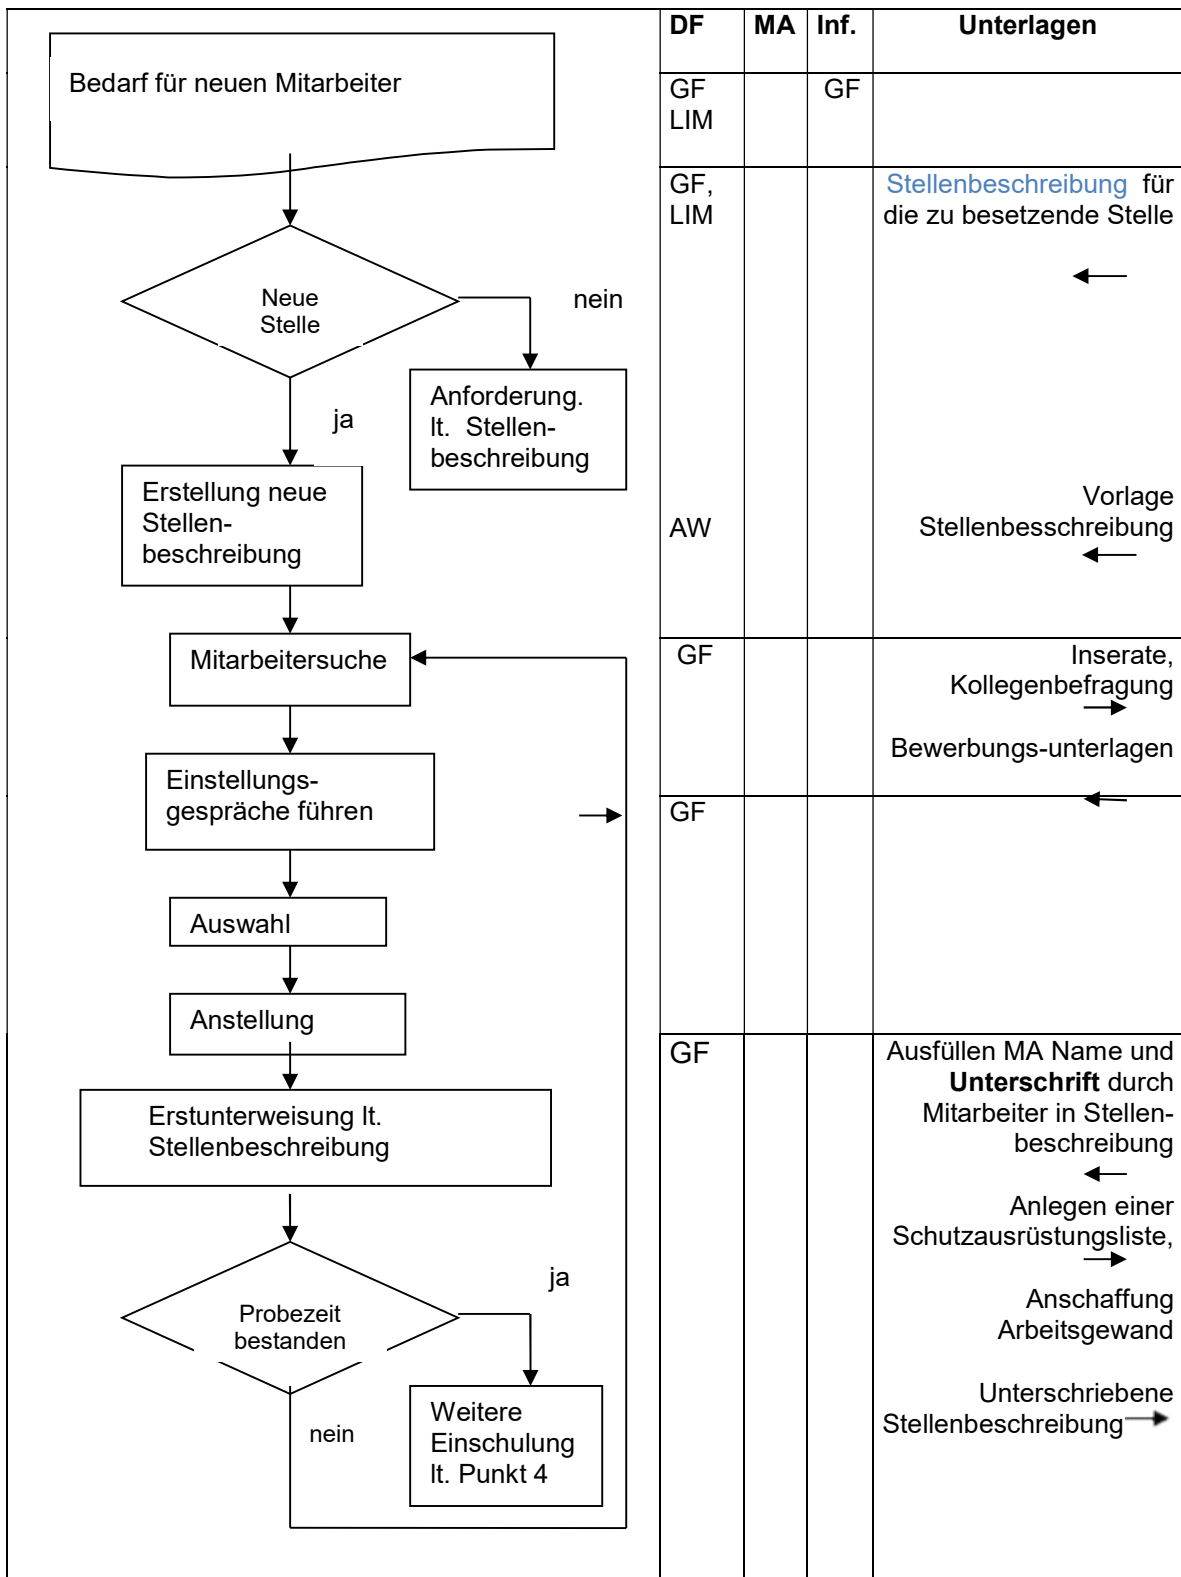 DF MA Inf. Unterlagen
Bedarf für neuen Mitarbeiter
GF GF
LIM
GF,
LIM
Stellenbeschreibung für
die zu besetzende Stelle
Neue
Stelle
nein
Anforderung.
lt. Stellen-
beschreibung
ja
Erstellung neue
Stellen-
beschreibung
AW
Vorlage
Stellenbesschreibung
Mitarbeitersuche
GF
Inserate,
Kollegenbefragung
Bewerbungs-unterlagen
Einstellungs-
gespräche führen
GF
Auswahl
Anstellung
GF
Ausfüllen MA Name und
Unterschrift durch
Mitarbeiter in Stellen-
beschreibung
Erstunterweisung lt.
Stellenbeschreibung
Anlegen einer
Schutzausrüstungsliste,
Probezeit
bestanden
ja
Anschaffung
Arbeitsgewand
Weitere
Einschulung
lt. Punkt 4
nein
Unterschriebene
Stellenbeschreibung